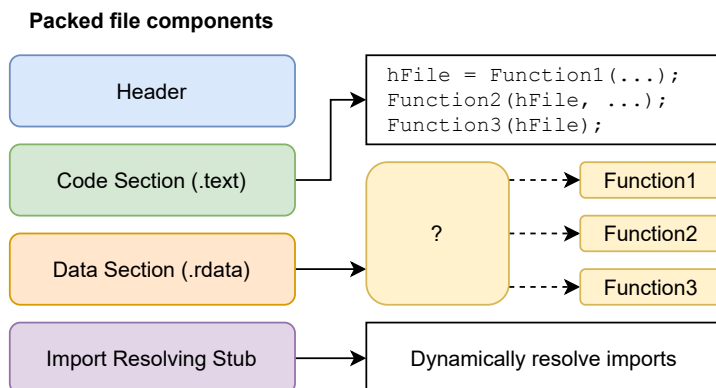 Packed file components
Header
hFile = Function1(...);
Function2(hFile, ...);
Function3(hFile);
Code Section (.text)
Function1
?
Function2
Data Section (.rdata)
Function3
Import Resolving Stub
Dynamically resolve imports